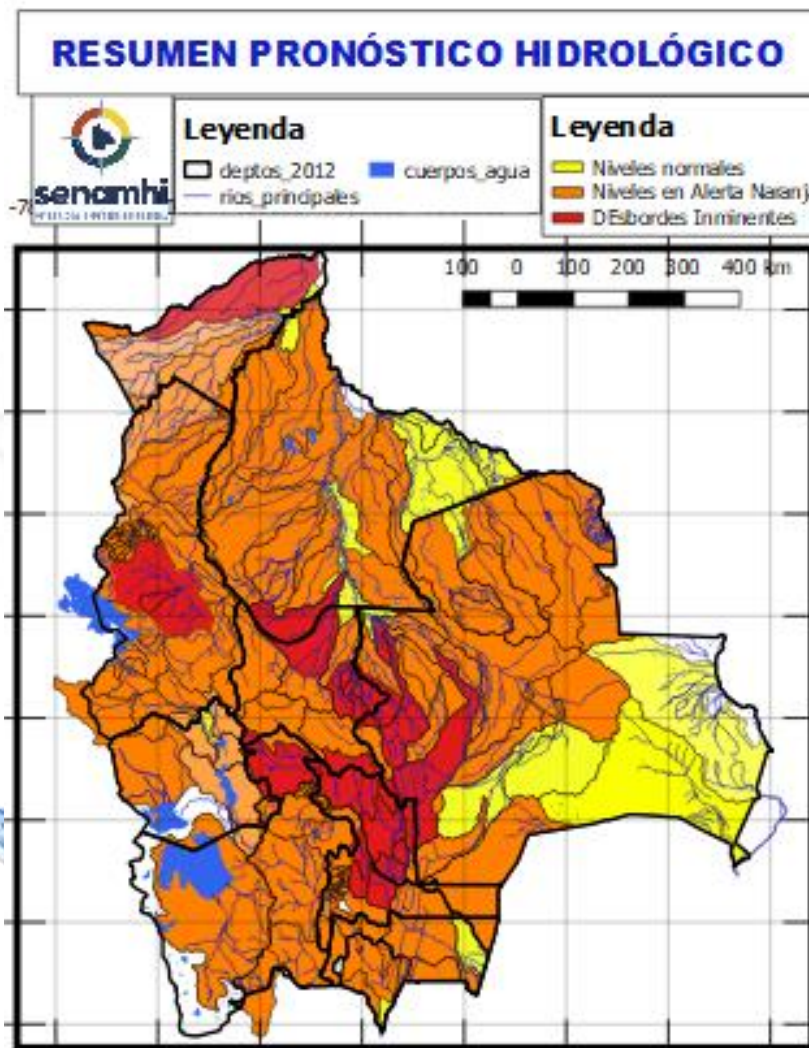 RESUMEN PRONÓSTICO HIDROLÓGICO
Leyenda
deptos_2012
cuerpos_agua
rios_principales
senamhi
Leyenda
Niveles normales
Niveles en Alerta Naranj
DEsbordes Inminentes
100 0 100 200 300 400 km